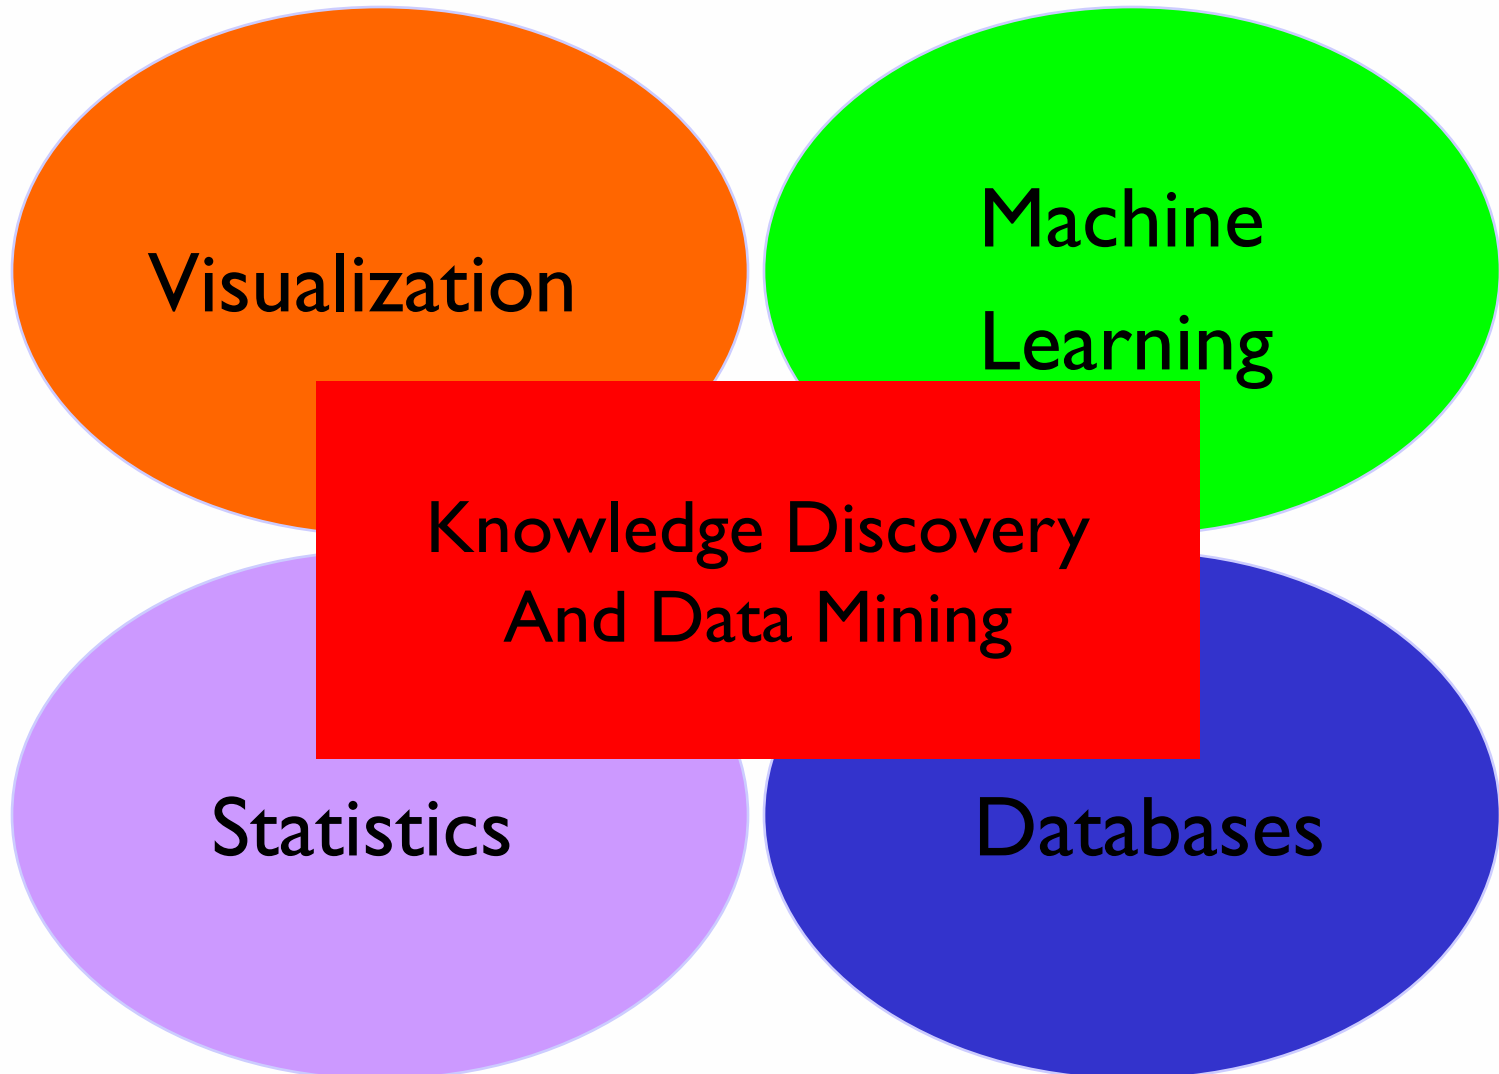 Visualization
Machine
Learning
Knowledge Discovery
And Data Mining
Statistics
Databases